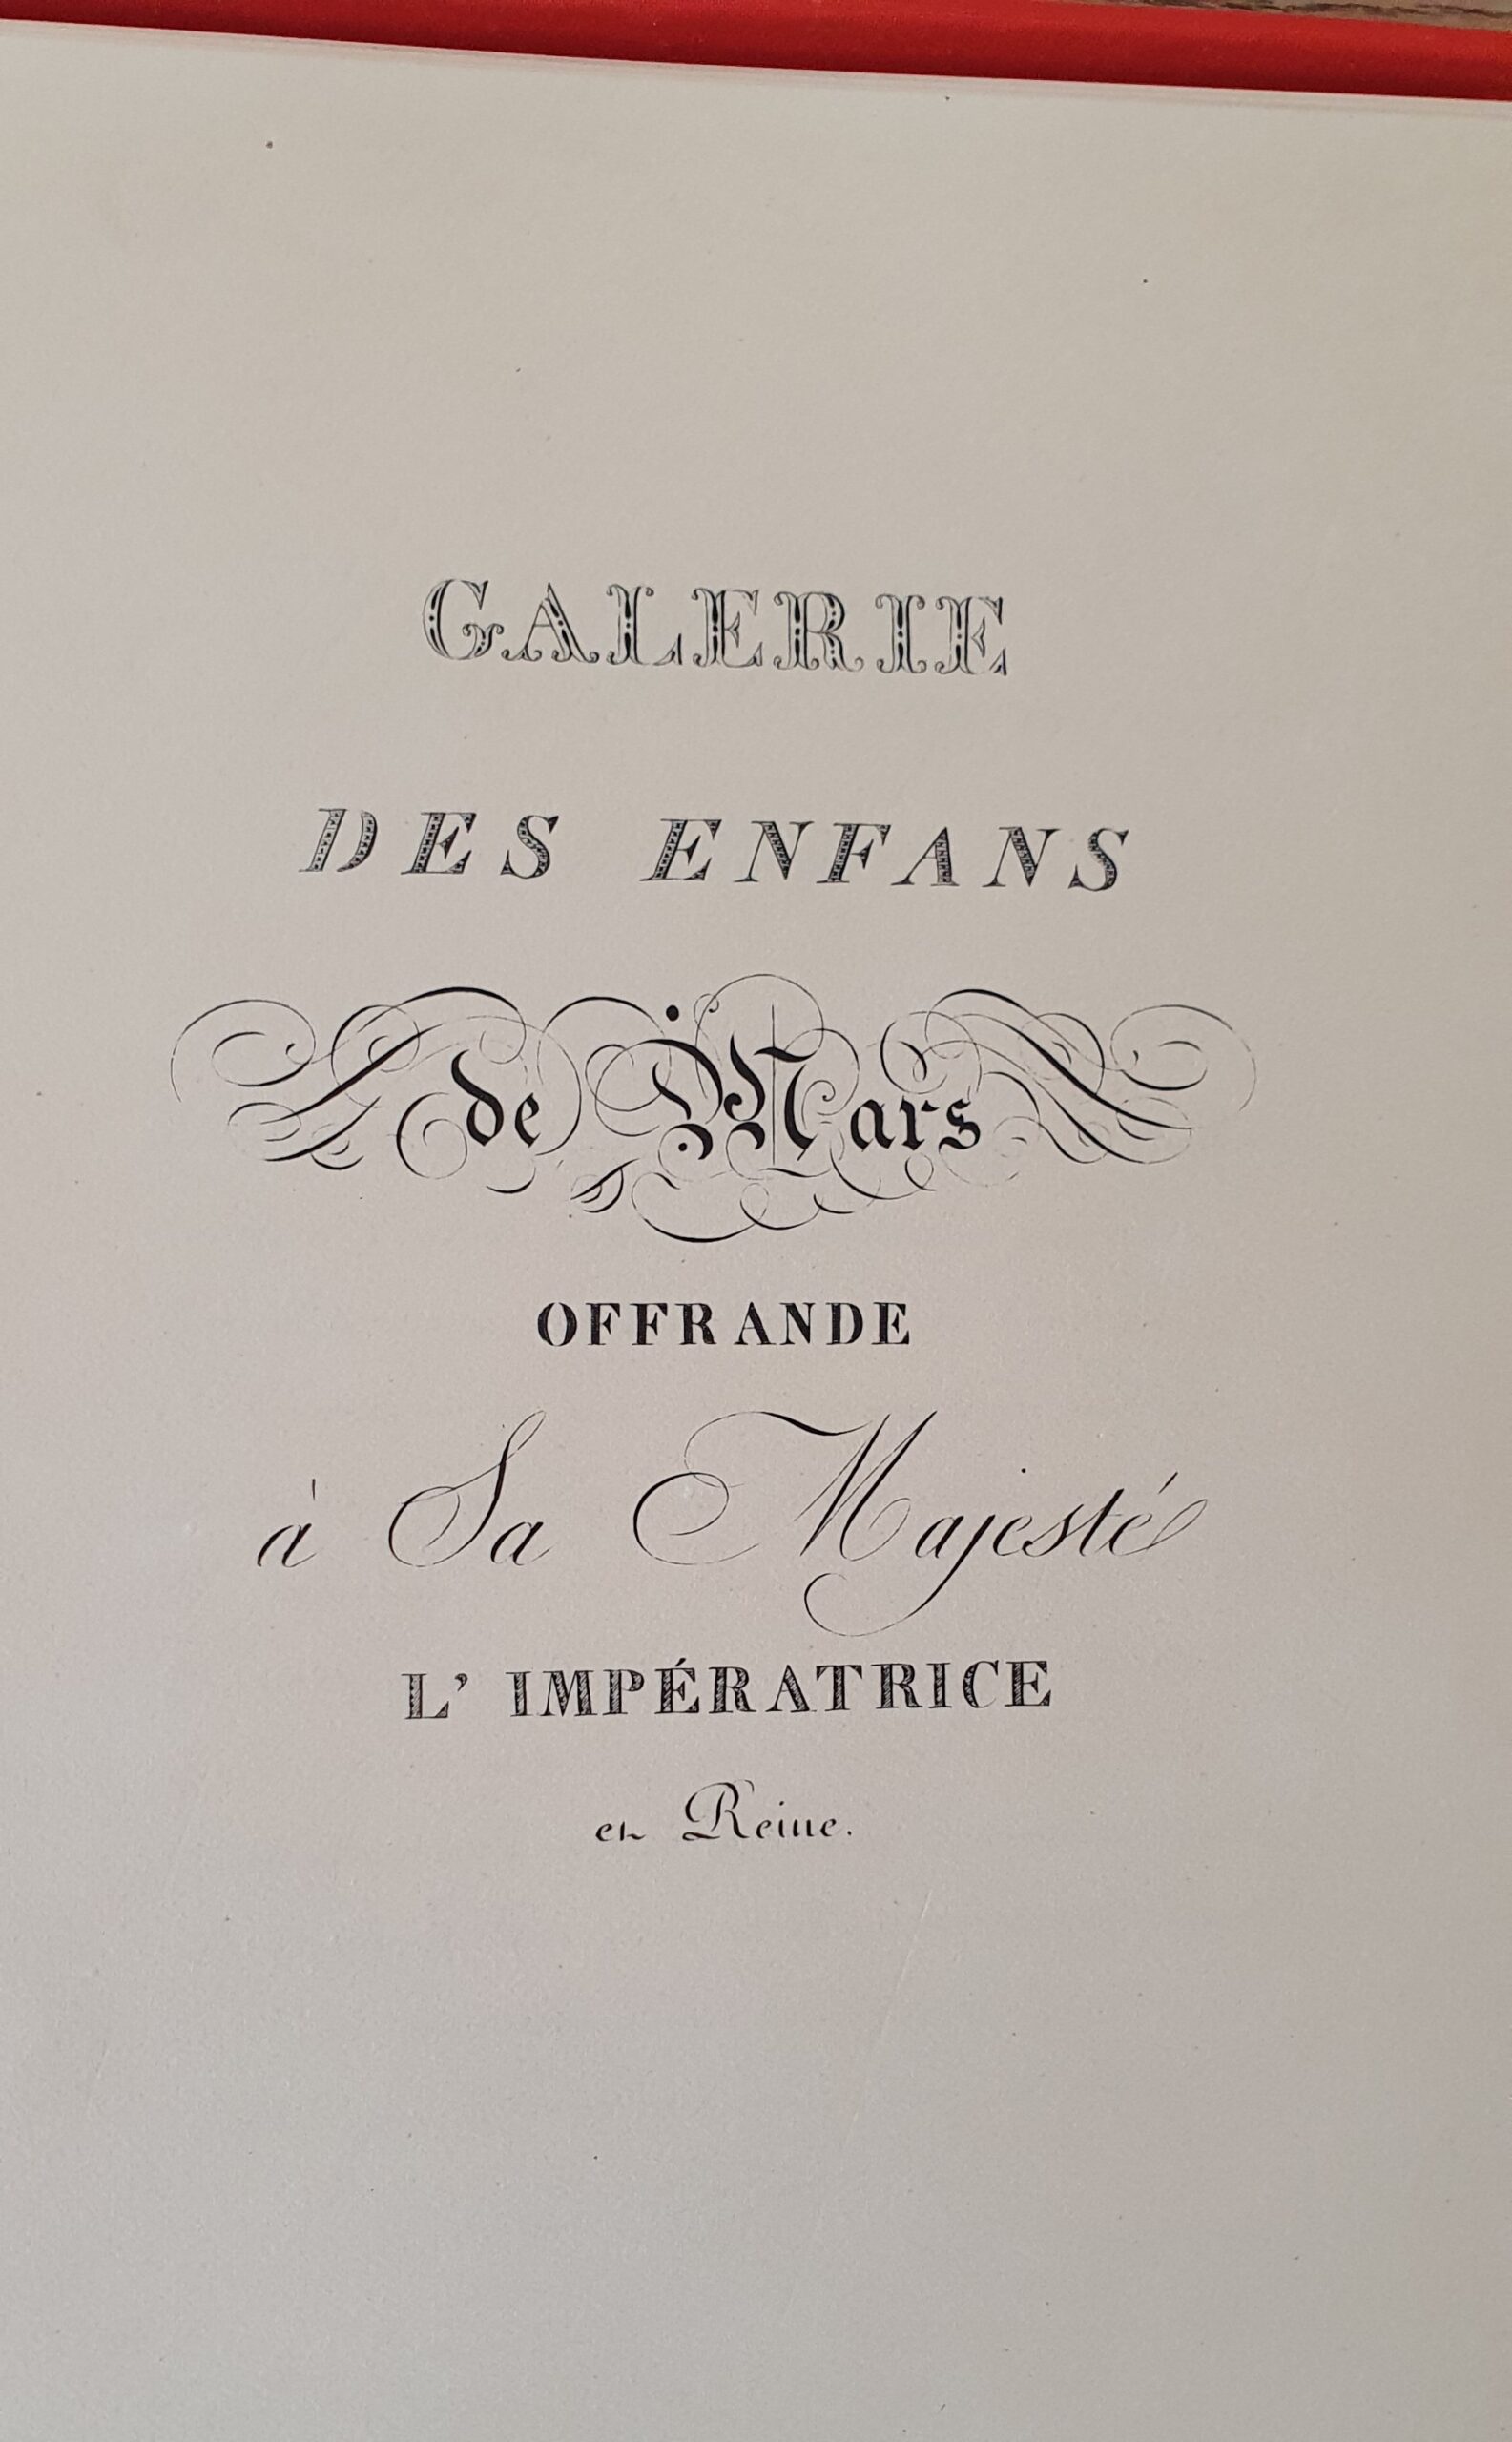 GALERIE
DES ENFANS
de Mars
OFFRANDE
à Sa Majesté
L' IMPÉRATRICE
et Reine.